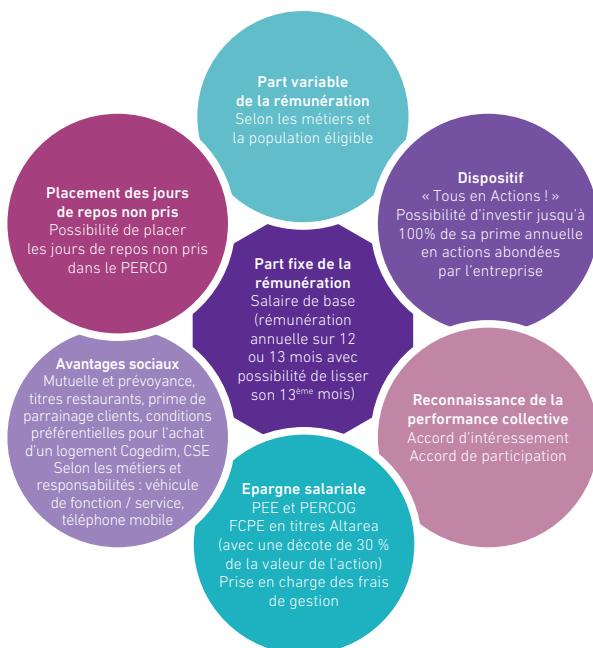 Part variable
de la rémunération
Selon les métiers et
la population éligible
Placement des jours
de repos non pris
Possibilité de placer
les jours de repos non pris
dans le PERCO
Dispositif
« Tous en Actions ! »
Possibilité d'investir jusqu'à
100% de sa prime annuelle
en actions abondées
par l'entreprise
Part fixe de la
rémunération
Salaire de base
(rémunération
annuelle sur 12
ou 13 mois avec
possibilité de lisser
son 13ème mois)
Avantages sociaux
Mutuelle et prévoyance,
titres restaurants, prime de
parrainage clients, conditions
préférentielles pour l'achat
d'un logement Cogedim, CSE
Selon les métiers et
responsabilités : véhicule
de fonction / service,
téléphone mobile
Reconnaissance de la
performance collective
Accord d'intéressement
Accord de participation
Epargne salariale
PEE et PERCOG
FCPE en titres Altarea
(avec une décote de 30 %
de la valeur de l'action)
Prise en charge des frais
de gestion